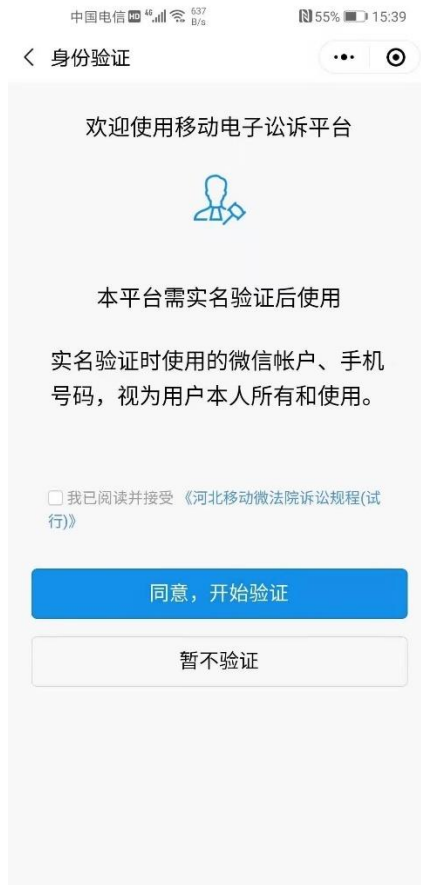 中国电信 HD 4G 637 B/s 55% 15:39
身份验证
欢迎使用移动电子讼诉平台
本平台需实名验证后使用
实名验证时使用的微信帐户、手机
号码，视为用户本人所有和使用。
我已阅读并接受《河北移动微法院诉讼规程(试
行)》
同意，开始验证
暂不验证